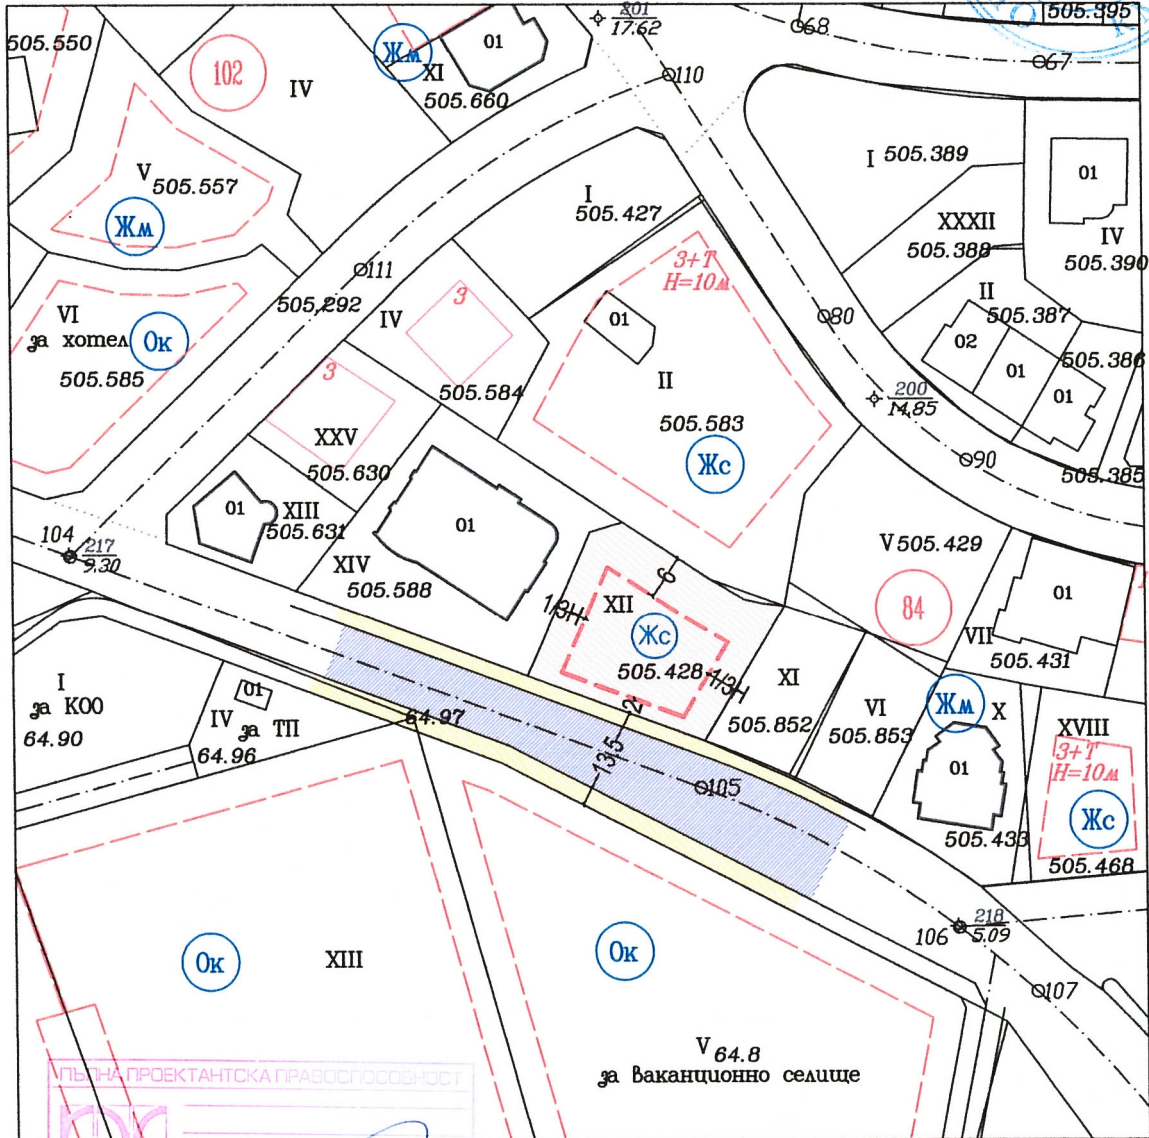 505.550
102
IV
Жм
XI
01
505.660
201
17.62
68
505.395
67
110
V
505.557
Жм
I
505.427
I 505.389
XXXII
505.388
01
IV
505.390
111
505.292
VI
за хотел
Ок
505.585
IV
3
505.584
3+Т
H=10м
01
II
505.583
Жс
80
II
505.387
02
01
01
505.386
200
14.85
90
505.385
3
XXV
505.630
01
XIII
505.631
XIV
505.588
01
104
217
9.30
6
1/3H
XII
Жс
505.428
1/3H
2
V 505.429
84
01
VII
505.431
XI
505.852
VI
505.853
Жм
X
01
505.433
XVIII
3+Т
H=10м
Жс
505.468
I
за КОО
64.90
01
IV
за ТП
64.96
64.97
13.5
105
Ок
XIII
Ок
106
218
5.09
107
V 64.8
за ваканционно селище
ПЪЛНА ПРОЕКТАНТСКА ПРАВОСПОСОБНОСТ